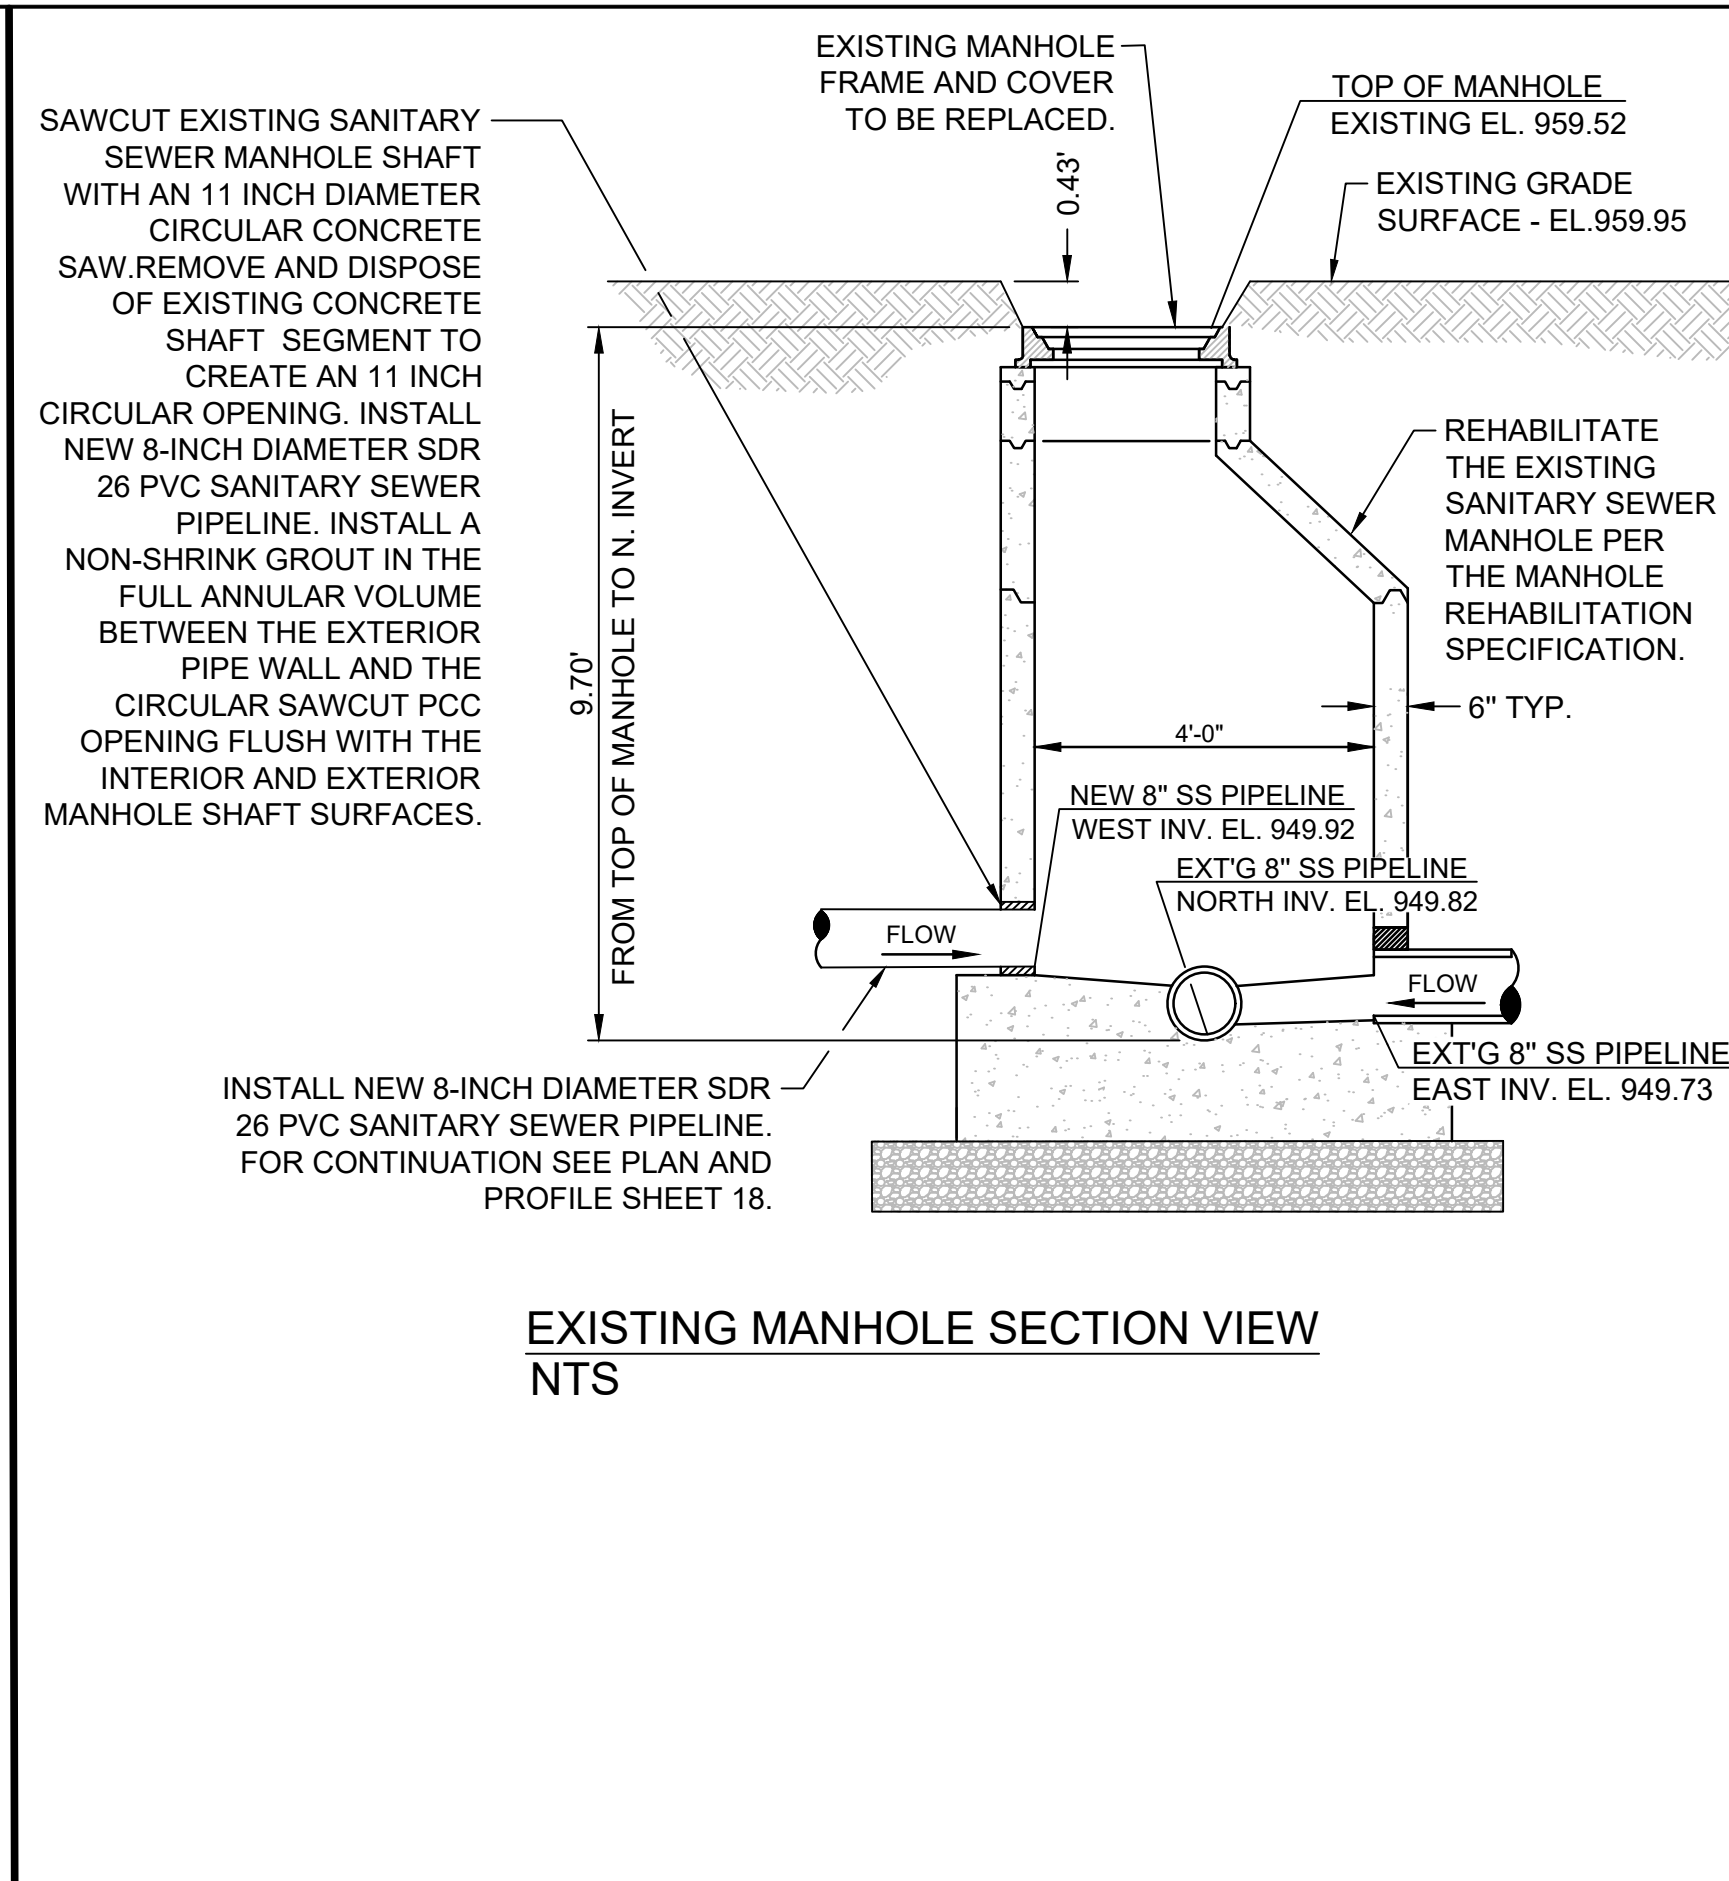 SAWCUT EXISTING SANITARY
SEWER MANHOLE SHAFT
WITH AN 11 INCH DIAMETER
CIRCULAR CONCRETE
SAW.REMOVE AND DISPOSE
OF EXISTING CONCRETE
SHAFT SEGMENT TO
CREATE AN 11 INCH
CIRCULAR OPENING. INSTALL
NEW 8-INCH DIAMETER SDR
26 PVC SANITARY SEWER
PIPELINE. INSTALL A
NON-SHRINK GROUT IN THE
FULL ANNULAR VOLUME
BETWEEN THE EXTERIOR
PIPE WALL AND THE
CIRCULAR SAWCUT PCC
OPENING FLUSH WITH THE
INTERIOR AND EXTERIOR
MANHOLE SHAFT SURFACES.
EXISTING MANHOLE
FRAME AND COVER
TO BE REPLACED.
0.43'
TOP OF MANHOLE
EXISTING EL. 959.52
EXISTING GRADE
SURFACE - EL.959.95
9.70'
FROM TOP OF MANHOLE TO N. INVERT
REHABILITATE
THE EXISTING
SANITARY SEWER
MANHOLE PER
THE MANHOLE
REHABILITATION
SPECIFICATION.
6" TYP.
4'-0"
NEW 8" SS PIPELINE
WEST INV. EL. 949.92
EXT'G 8" SS PIPELINE
NORTH INV. EL. 949.82
FLOW
FLOW
EXT'G 8" SS PIPELINE
EAST INV. EL. 949.73
INSTALL NEW 8-INCH DIAMETER SDR
26 PVC SANITARY SEWER PIPELINE.
FOR CONTINUATION SEE PLAN AND
PROFILE SHEET 18.
EXISTING MANHOLE SECTION VIEW
NTS